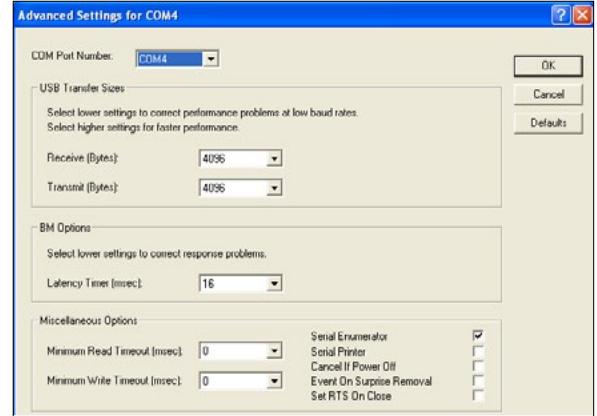 Advanced Settings for COM4
COM Port Number: COM4
OK
Cancel
Defaults
USB Transfer Sizes
Select lower settings to correct performance problems at low baud rates.
Select higher settings for faster performance.
Receive (Bytes): 4096
Transmit (Bytes): 4096
BM Options
Select lower settings to correct response problems.
Latency Timer (msec): 16
Miscellaneous Options
Minimum Read Timeout (msec): 0
Minimum Write Timeout (msec): 0
Serial Enumerator
Serial Printer
Cancel If Power Off
Event On Surprise Removal
Set RTS On Close